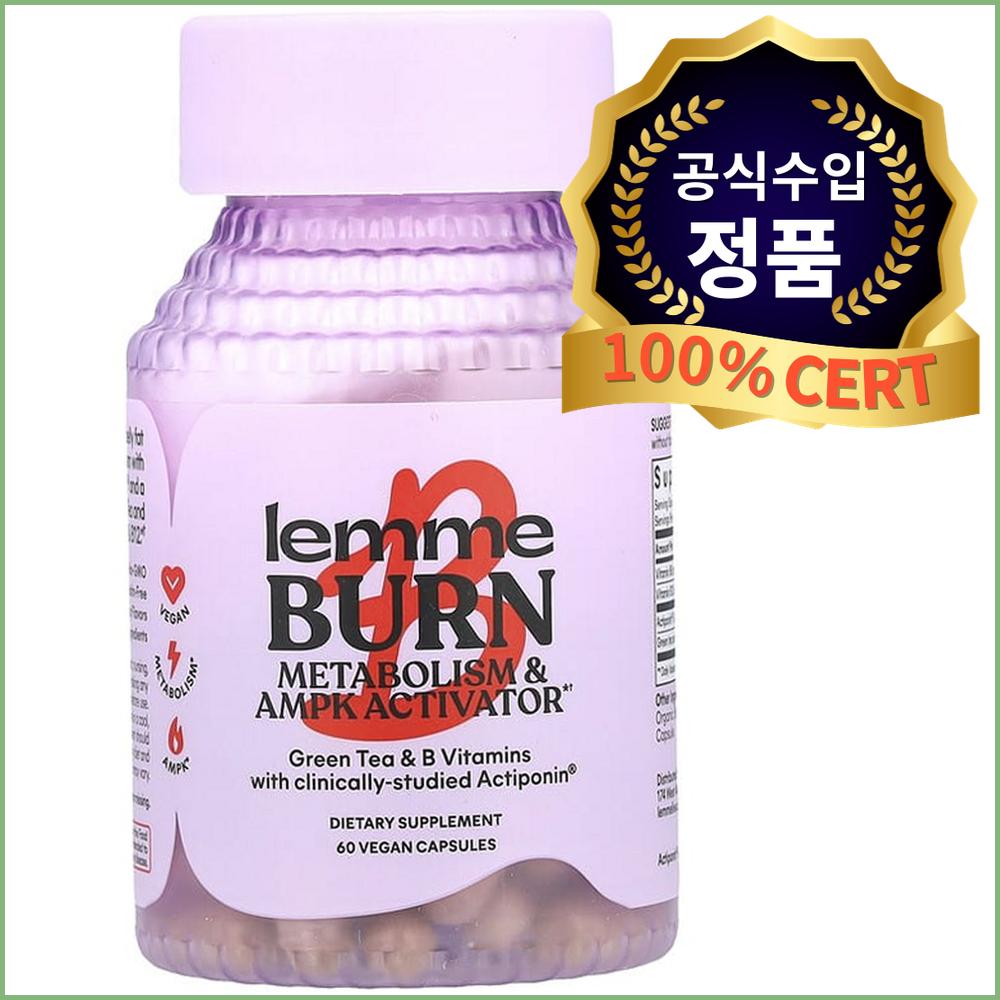 공식수입
정품
100% CERT
lemme
B
BURN
METABOLISM &
AMPK ACTIVATOR*†
Green Tea & B Vitamins
with clinically-studied Actiponin®
DIETARY SUPPLEMENT
60 VEGAN CAPSULES
VEGAN
METABOLISM*
AMPK*